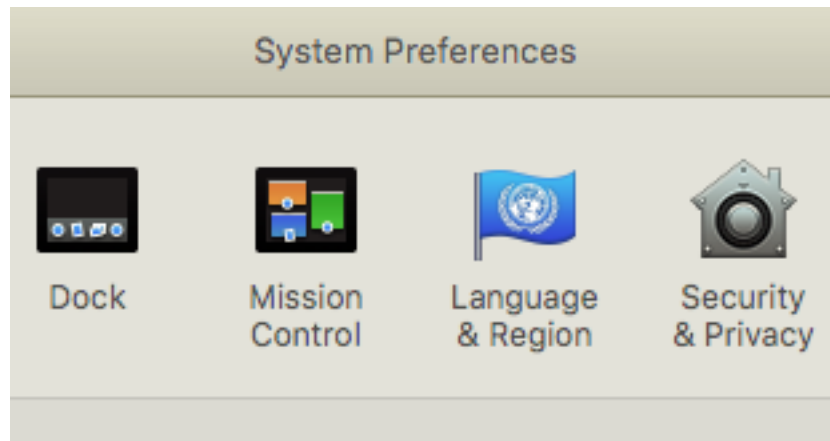 System Preferences
Dock
Mission
Control
Language
& Region
Security
& Privacy